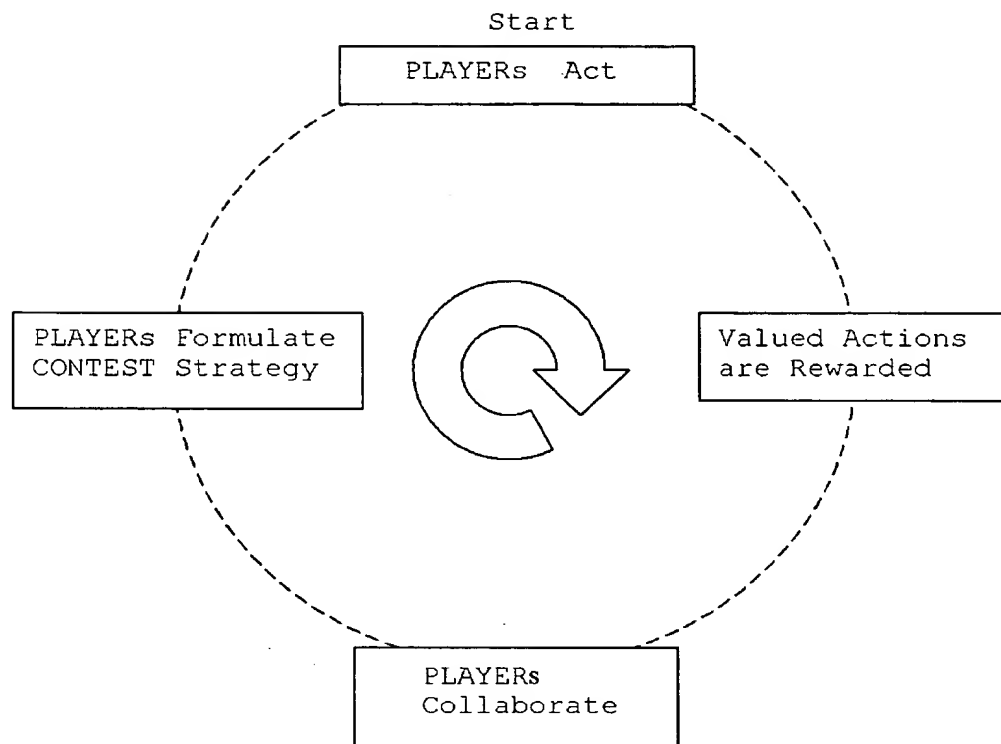 Start
PLAYERs Act
PLAYERs Formulate
CONTEST Strategy
Valued Actions
are Rewarded
PLAYERs
Collaborate